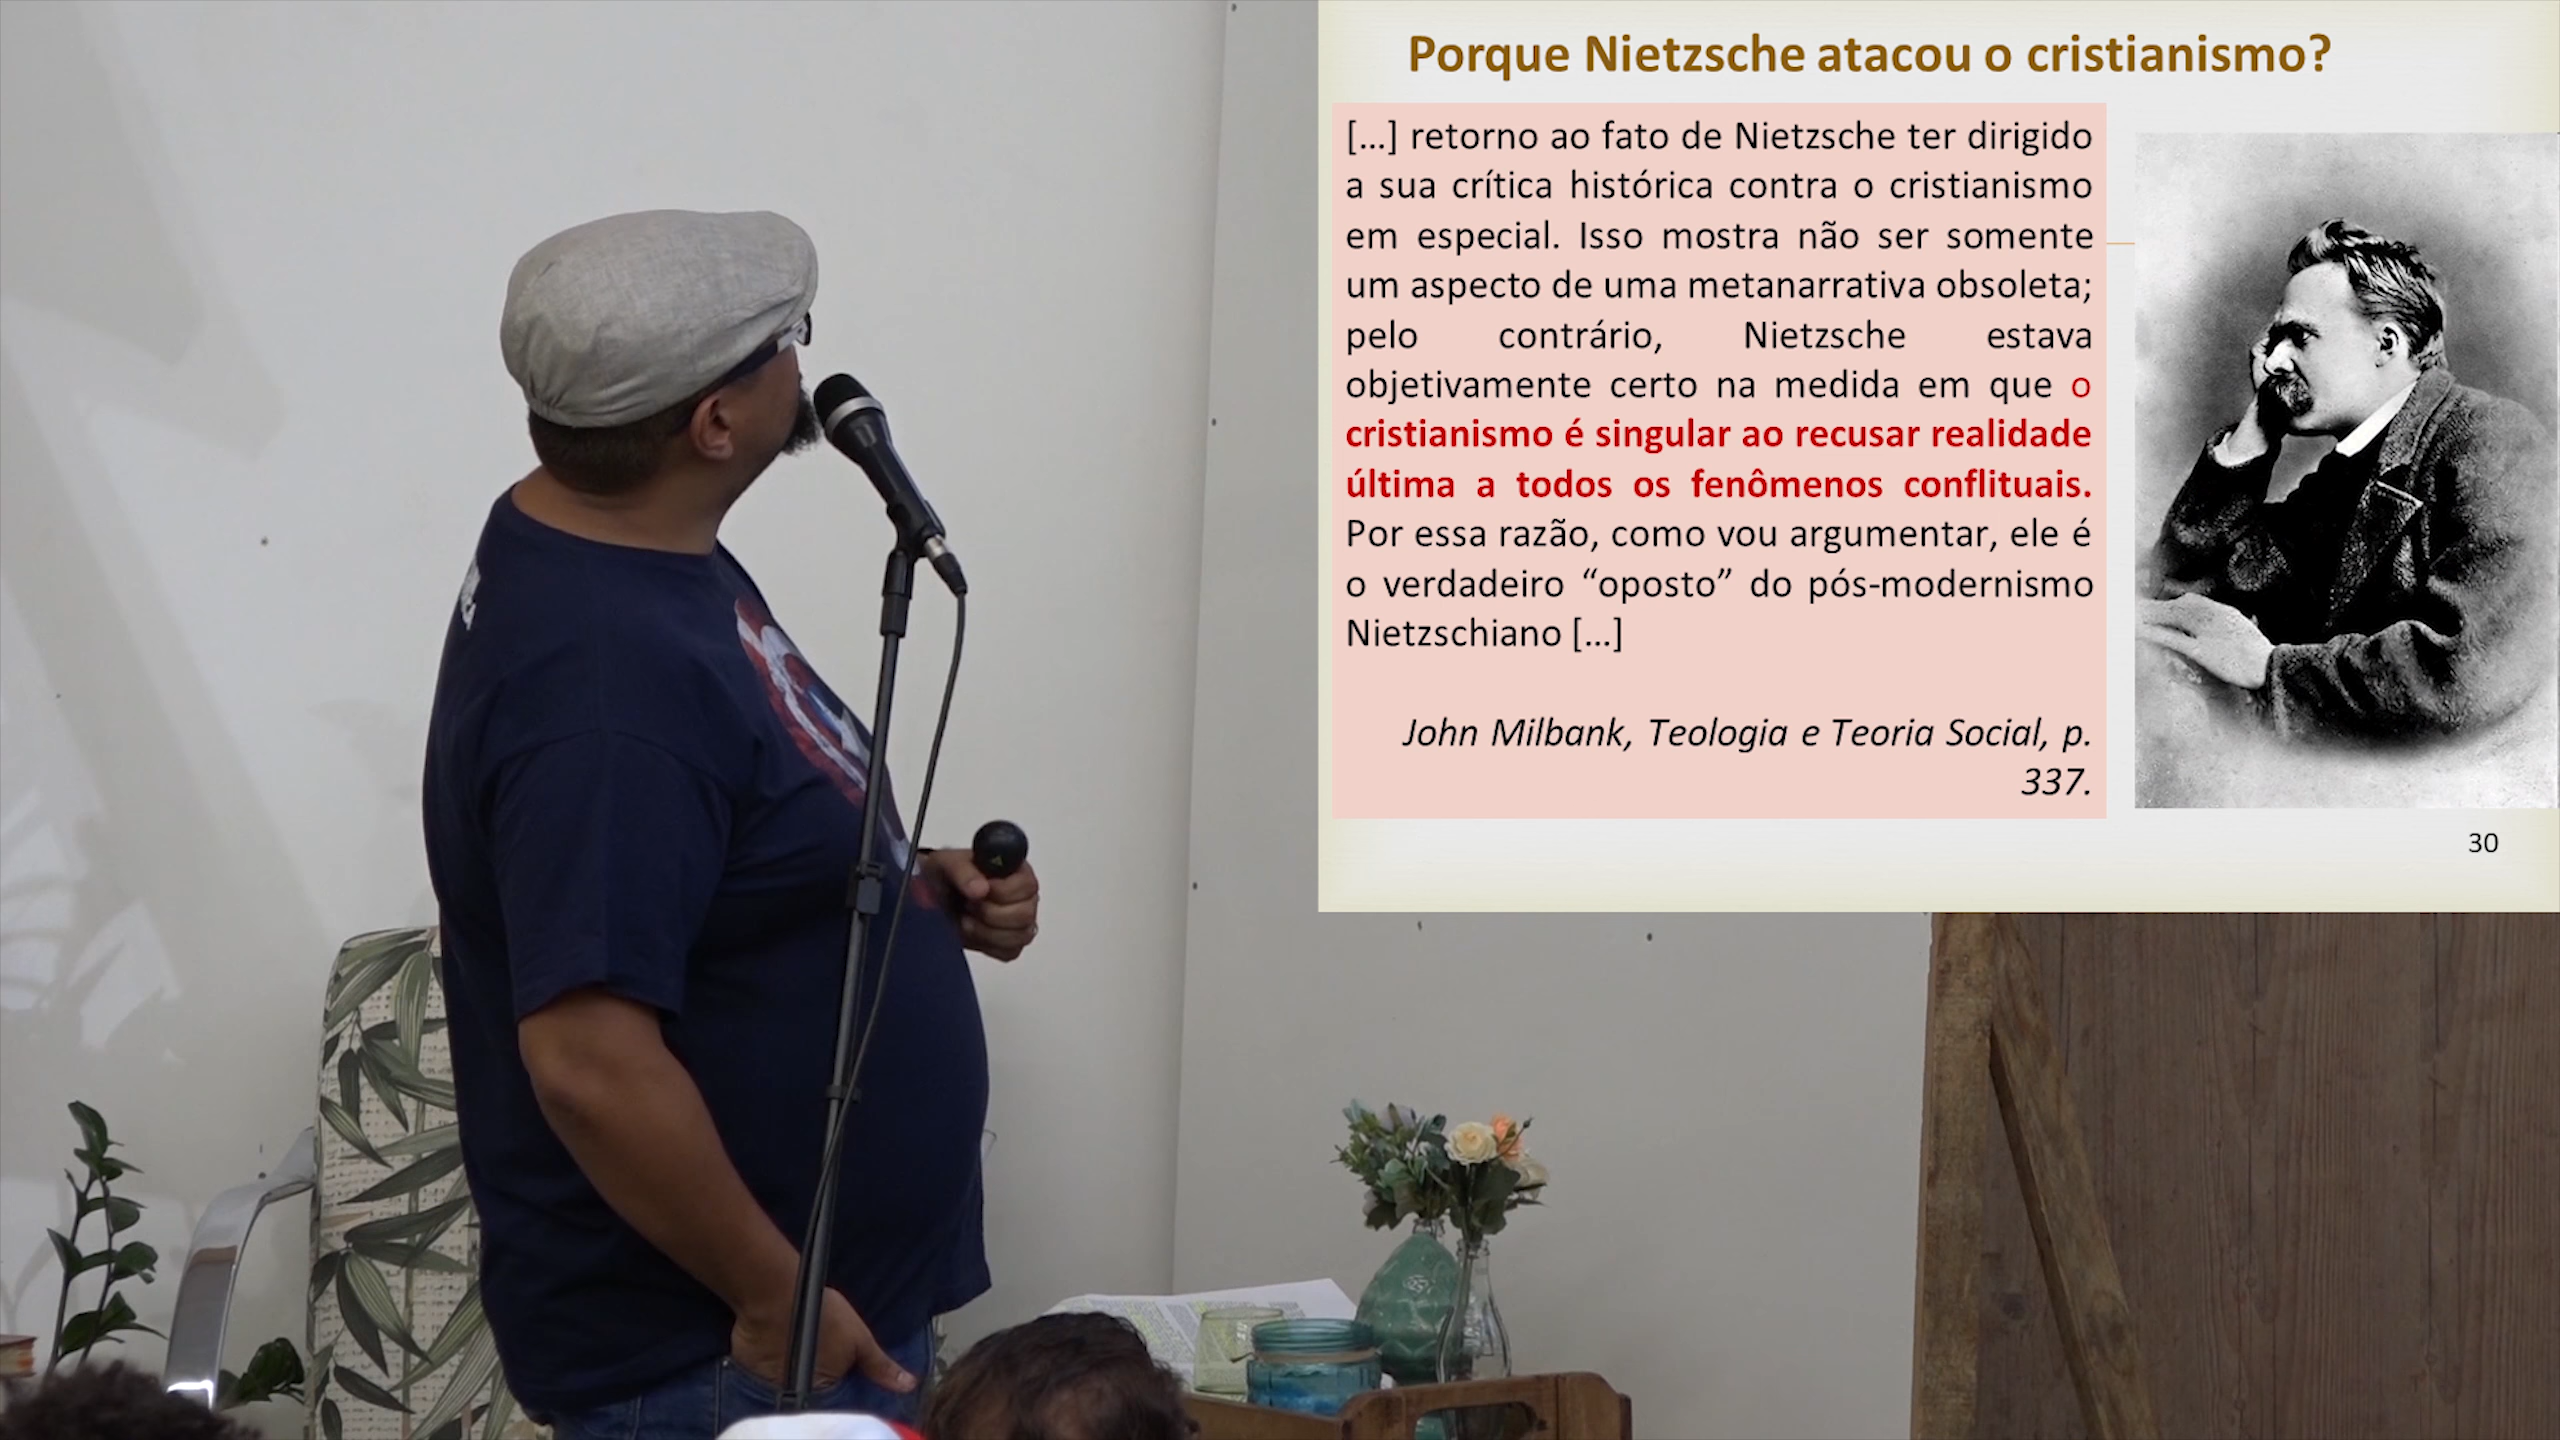 Porque Nietzsche atacou o cristianismo?
[...] retorno ao fato de Nietzsche ter dirigido
a sua crítica histórica contra o cristianismo
em especial. Isso mostra não ser somente
um aspecto de uma metanarrativa obsoleta;
pelo contrário, Nietzsche estava
objetivamente certo na medida em que o
cristianismo é singular ao recusar realidade
última a todos os fenômenos conflituais.
Por essa razão, como vou argumentar, ele é
o verdadeiro “oposto” do pós-modernismo
Nietzschiano [...]
John Milbank, Teologia e Teoria Social, p.
337.
30